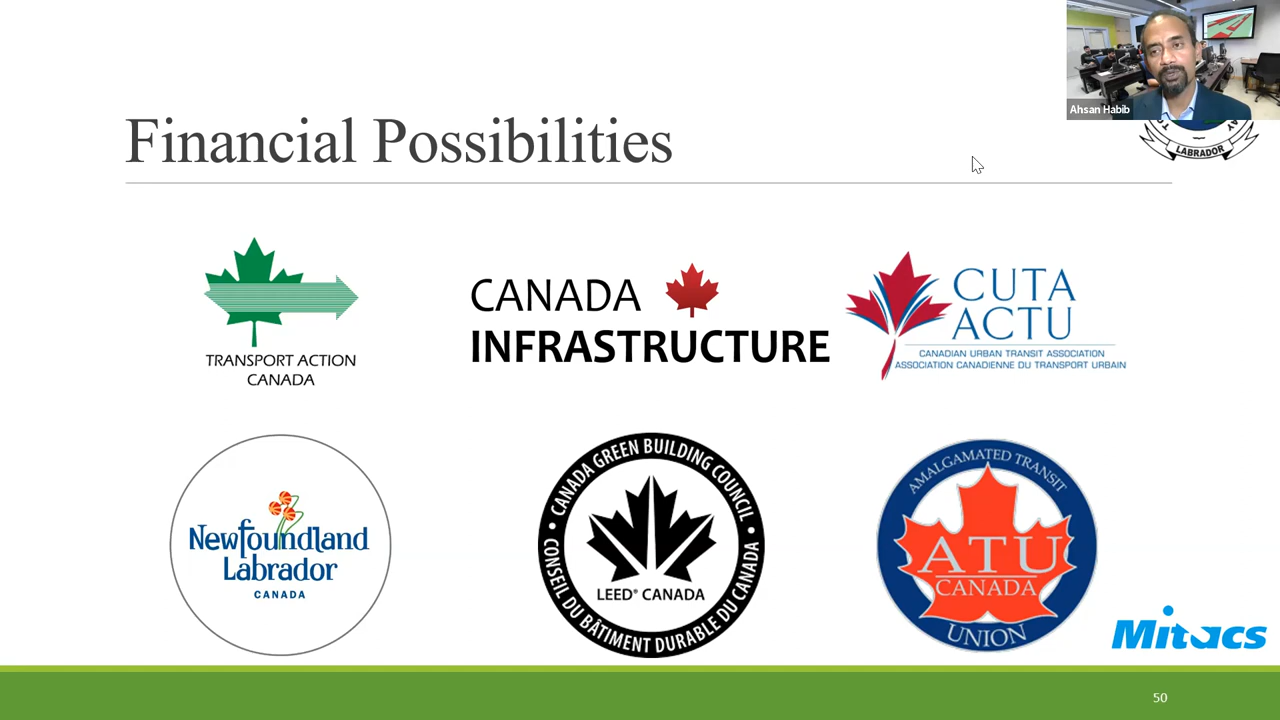 Ahsan Habib
LABRADOR
Financial Possibilities
TRANSPORT ACTION
CANADA
CANADA
INFRASTRUCTURE
CUTA
ACTU
CANADIAN URBAN TRANSIT ASSOCIATION
ASSOCIATION CANADIENNE DU TRANSPORT URBAIN
Newfoundland
Labrador
CANADA
• CANADA GREEN BUILDING COUNCIL •
LEED® CANADA
CONSEIL DU BÂTIMENT DURABLE DU CANADA
AMALGAMATED TRANSIT
ATU
CANADA
UNION
Mitacs
50